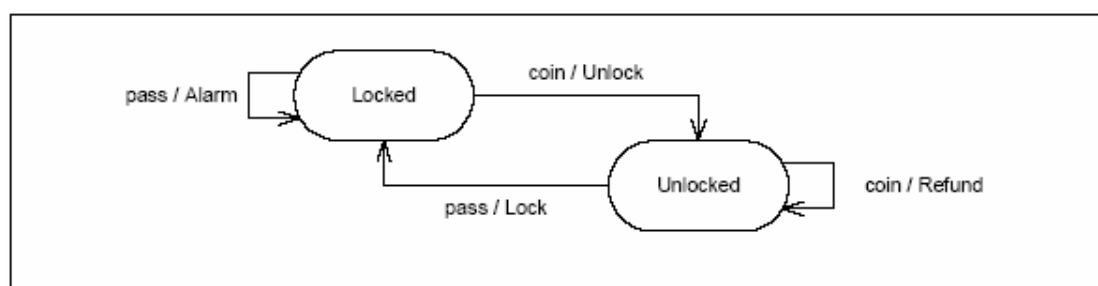 coin / Unlock
pass / Alarm
Locked
Unlocked
coin / Refund
pass / Lock